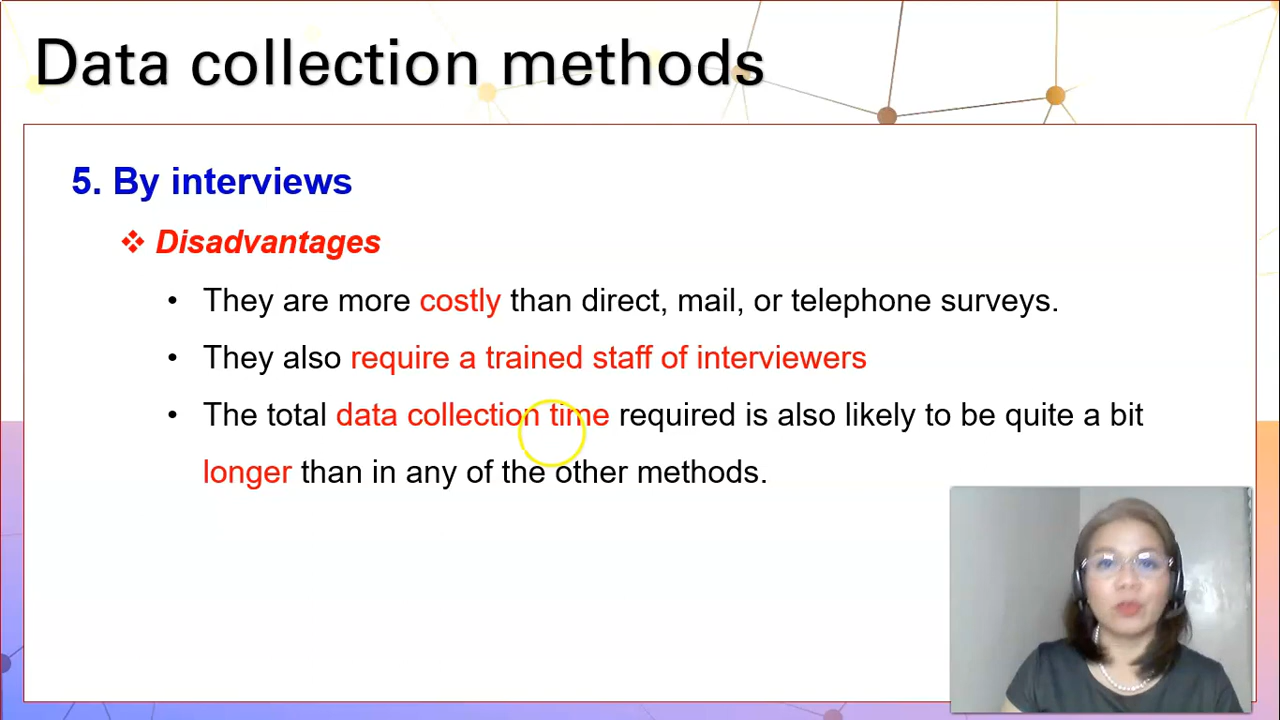 Data collection methods
5. By interviews
❖ Disadvantages
• They are more costly than direct, mail, or telephone surveys.
• They also require a trained staff of interviewers
• The total data collection time required is also likely to be quite a bit
longer than in any of the other methods.